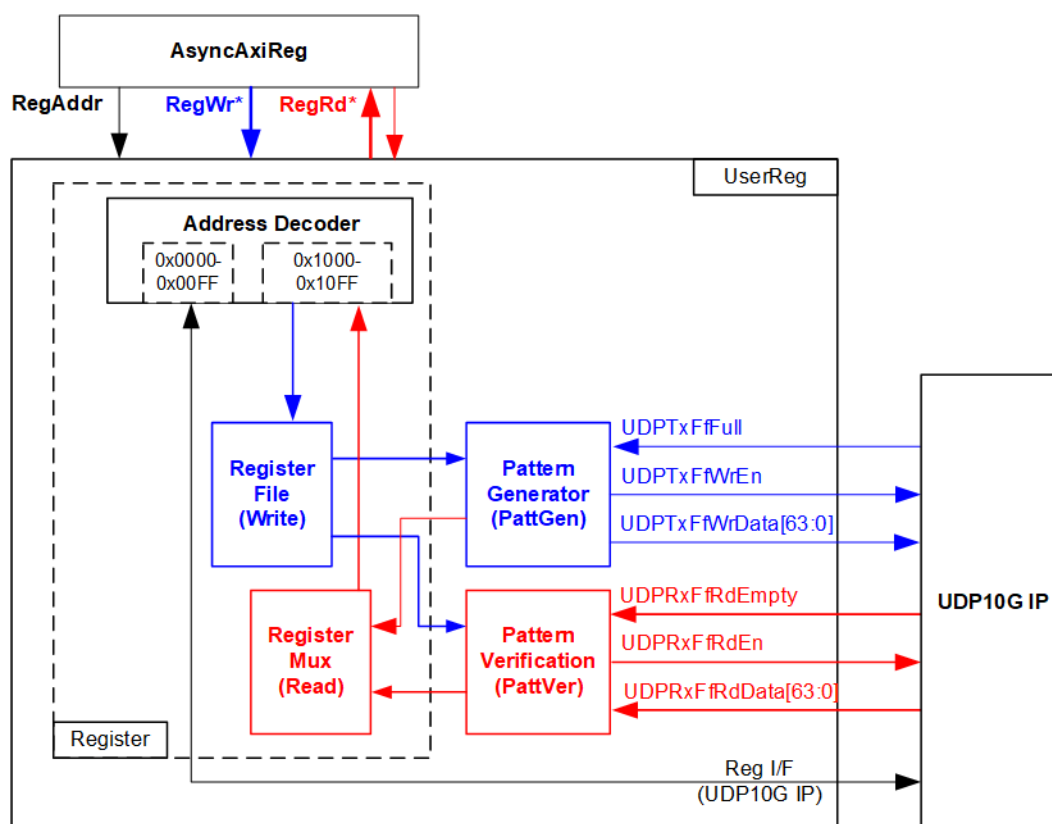 AsyncAxiReg
RegAddr
RegWr*
RegRd*
UserReg
Address Decoder
0x0000-
0x00FF
0x1000-
0x10FF
Register
File
(Write)
Pattern
Generator
(PattGen)
UDPTxFfFull
UDPTxFfWrEn
UDPTxFfWrData[63:0]
Register
Mux
(Read)
Pattern
Verification
(PattVer)
UDPRxFfRdEmpty
UDPRxFfRdEn
UDPRxFfRdData[63:0]
UDP10G IP
Register
Reg I/F
(UDP10G IP)